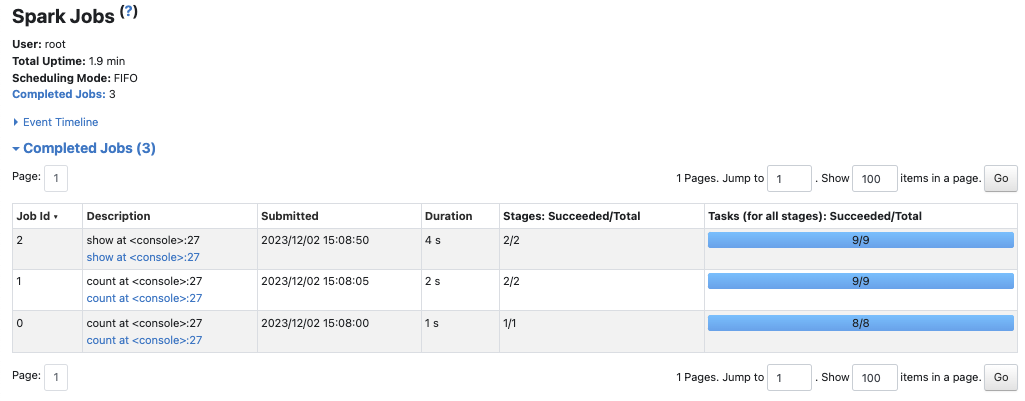 Spark Jobs (?)
User: root
Total Uptime: 1.9 min
Scheduling Mode: FIFO
Completed Jobs: 3
Event Timeline
Completed Jobs (3)
Page: 1 1 Pages. Jump to 1 . Show 100 items in a page. Go
Job Id ▾ Description Submitted Duration Stages: Succeeded/Total Tasks (for all stages): Succeeded/Total
2 show at <console>:27 2023/12/02 15:08:50 4 s 2/2 9/9
show at <console>:27
1 count at <console>:27 2023/12/02 15:08:05 2 s 2/2 9/9
count at <console>:27
0 count at <console>:27 2023/12/02 15:08:00 1 s 1/1 8/8
count at <console>:27
Page: 1 1 Pages. Jump to 1 . Show 100 items in a page. Go